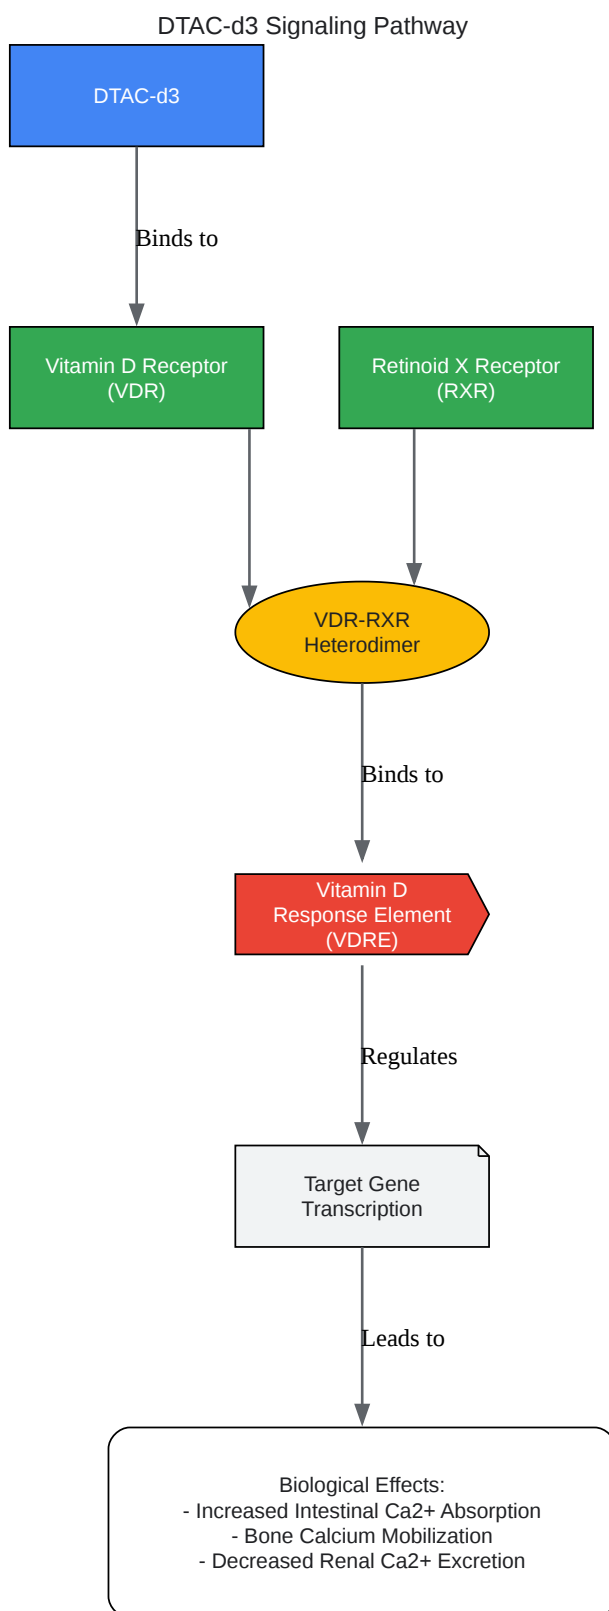 DTAC-d3 Signaling Pathway
DTAC-d3
Binds to
Vitamin D Receptor
(VDR)
Retinoid X Receptor
(RXR)
VDR-RXR
Heterodimer
Binds to
Vitamin D
Response Element
(VDRE)
Regulates
Target Gene
Transcription
Leads to
Biological Effects:
- Increased Intestinal Ca2+ Absorption
- Bone Calcium Mobilization
- Decreased Renal Ca2+ Excretion